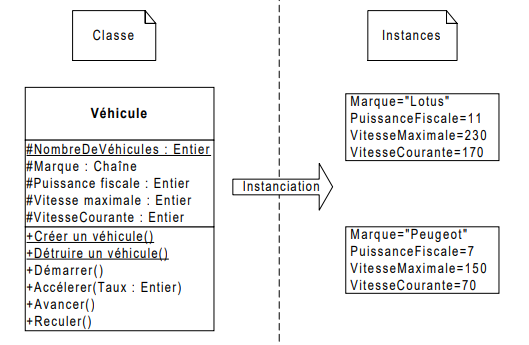 Classe
Instances
Véhicule
#NombreDeVéhicules : Entier
#Marque : Chaîne
#Puissance fiscale : Entier
#Vitesse maximale : Entier
#VitesseCourante : Entier
+Créer un véhicule()
+Détruire un véhicule()
+Démarrer()
+Accélerer(Taux : Entier)
+Avancer()
+Reculer()
Instanciation
Marque="Lotus"
PuissanceFiscale=11
VitesseMaximale=230
VitesseCourante=170
Marque="Peugeot"
PuissanceFiscale=7
VitesseMaximale=150
VitesseCourante=70